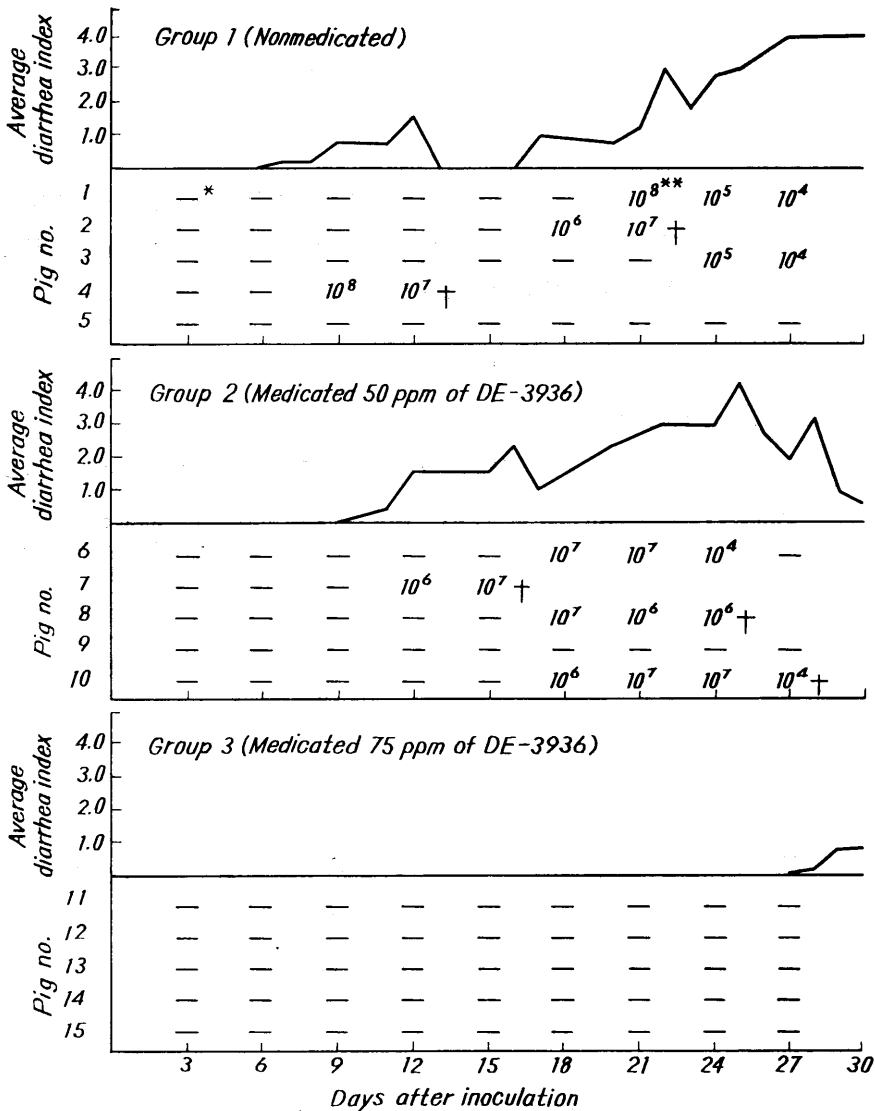 Group 1 (Nonmedicated)
Average diarrhea index
4.0
3.0
2.0
1.0
Pig no.
1 — * — — — — — 10⁸** 10⁵ 10⁴
2 — — — — — 10⁶ 10⁷ †
3 — — — — — — — 10⁵ 10⁴
4 — — 10⁸ 10⁷ †
5 — — — — — — — — —
Group 2 (Medicated 50 ppm of DE-3936)
Average diarrhea index
4.0
3.0
2.0
1.0
Pig no.
6 — — — — — 10⁷ 10⁷ 10⁴ —
7 — — — 10⁶ 10⁷ †
8 — — — — — 10⁷ 10⁶ 10⁶ †
9 — — — — — — — — —
10 — — — — — 10⁶ 10⁷ 10⁷ 10⁴ †
Group 3 (Medicated 75 ppm of DE-3936)
Average diarrhea index
4.0
3.0
2.0
1.0
Pig no.
11 — — — — — — — — —
12 — — — — — — — — —
13 — — — — — — — — —
14 — — — — — — — — —
15 — — — — — — — — —
3 6 9 12 15 18 21 24 27 30
Days after inoculation